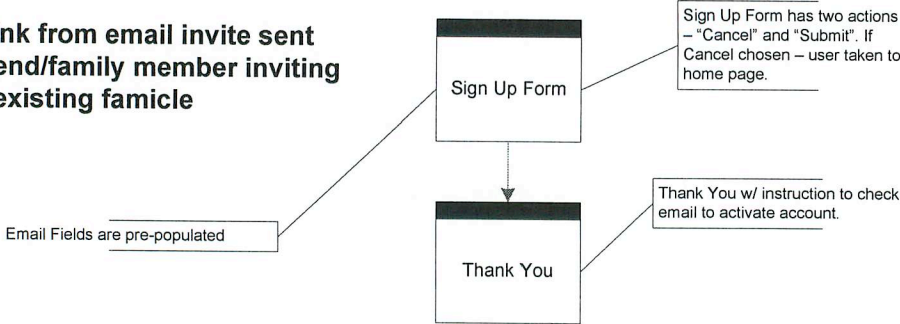 nk from email invite sent
end/family member inviting
existing famicle
Sign Up Form
Sign Up Form has two actions
– “Cancel” and “Submit”. If
Cancel chosen – user taken to
home page.
Email Fields are pre-populated
Thank You
Thank You w/ instruction to check
email to activate account.